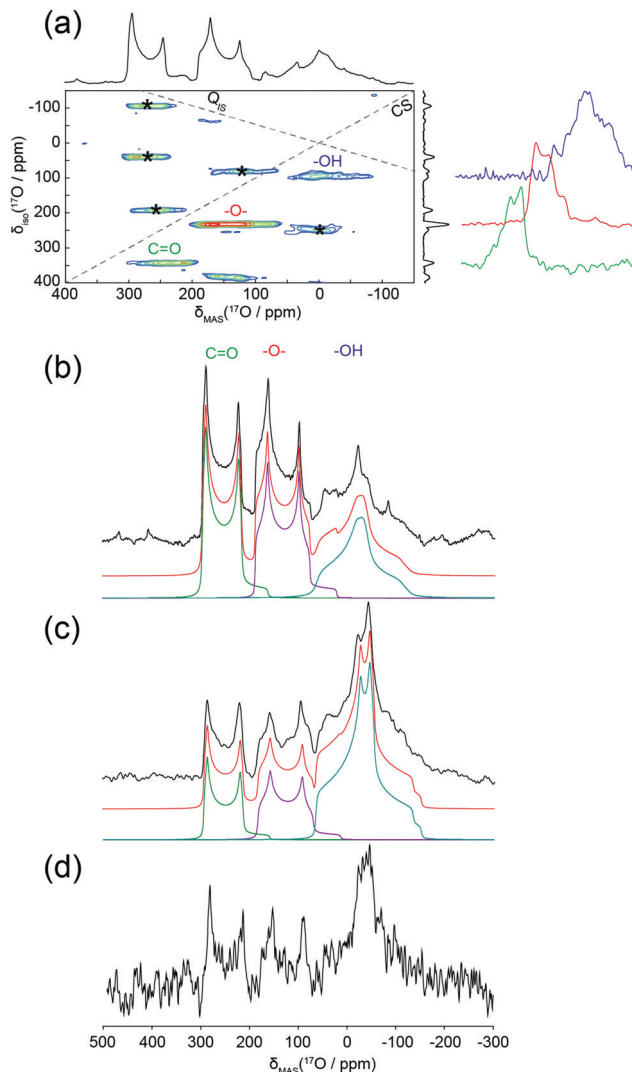 (a)
Q_IS
CS
-100
0
100
200
300
400
δ_iso(¹⁷O / ppm)
*
*
*
-OH
*
-O-
*
C=O
400 300 200 100 0 -100
δ_MAS(¹⁷O / ppm)
(b)
C=O -O- -OH
(c)
(d)
500 400 300 200 100 0 -100 -200 -300
δ_MAS(¹⁷O / ppm)